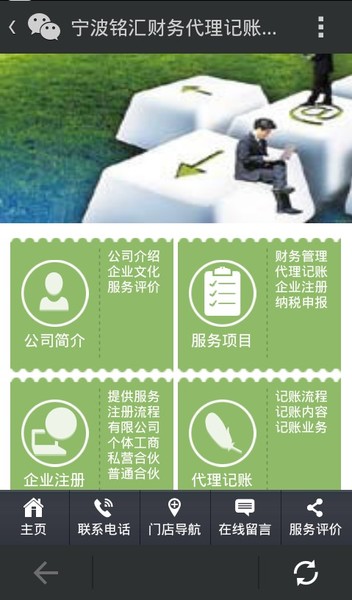 宁波铭汇财务代理记账...
@
公司介绍
企业文化
服务评价
公司简介
财务管理
代理记账
企业注册
纳税申报
服务项目
提供服务
注册流程
有限公司
个体工商
私营合伙
普通合伙
企业注册
记账流程
记账内容
记账业务
代理记账
主页
联系电话
门店导航
在线留言
服务评价